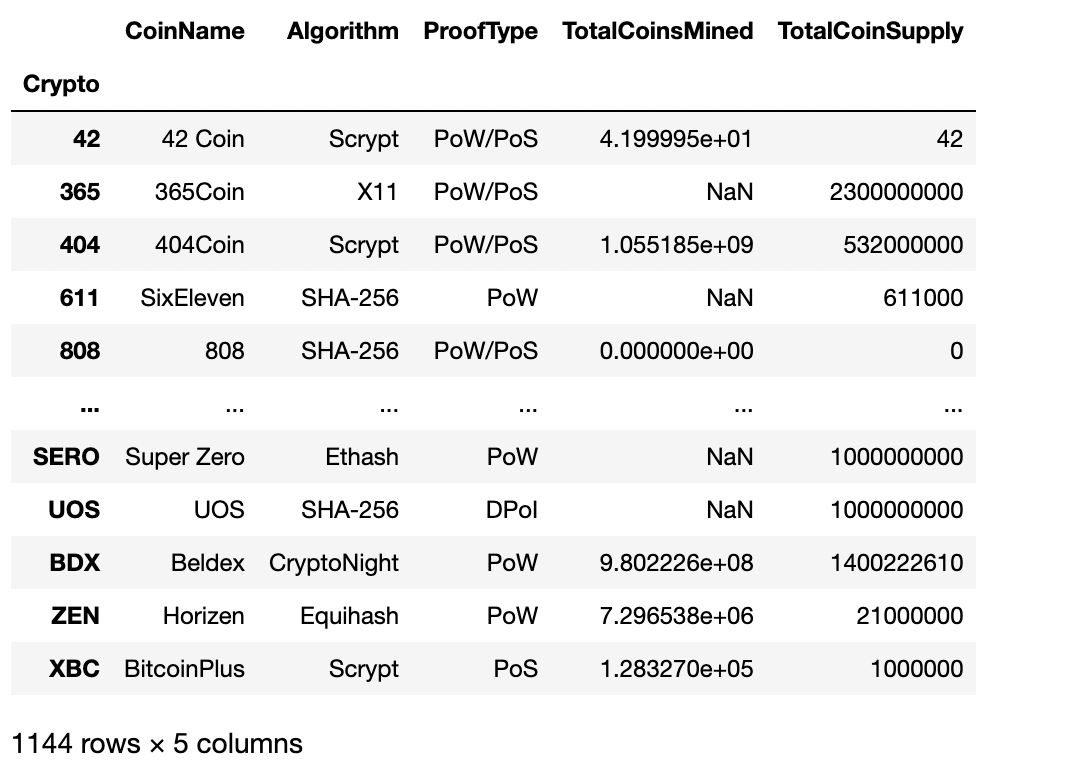 CoinName Algorithm ProofType TotalCoinsMined TotalCoinSupply
Crypto
42 42 Coin Scrypt PoW/PoS 4.199995e+01 42
365 365Coin X11 PoW/PoS NaN 2300000000
404 404Coin Scrypt PoW/PoS 1.055185e+09 532000000
611 SixEleven SHA-256 PoW NaN 611000
808 808 SHA-256 PoW/PoS 0.000000e+00 0
... ... ... ... ... ...
SERO Super Zero Ethash PoW NaN 1000000000
UOS UOS SHA-256 DPoI NaN 1000000000
BDX Beldex CryptoNight PoW 9.802226e+08 1400222610
ZEN Horizen Equihash PoW 7.296538e+06 21000000
XBC BitcoinPlus Scrypt PoS 1.283270e+05 1000000
1144 rows × 5 columns